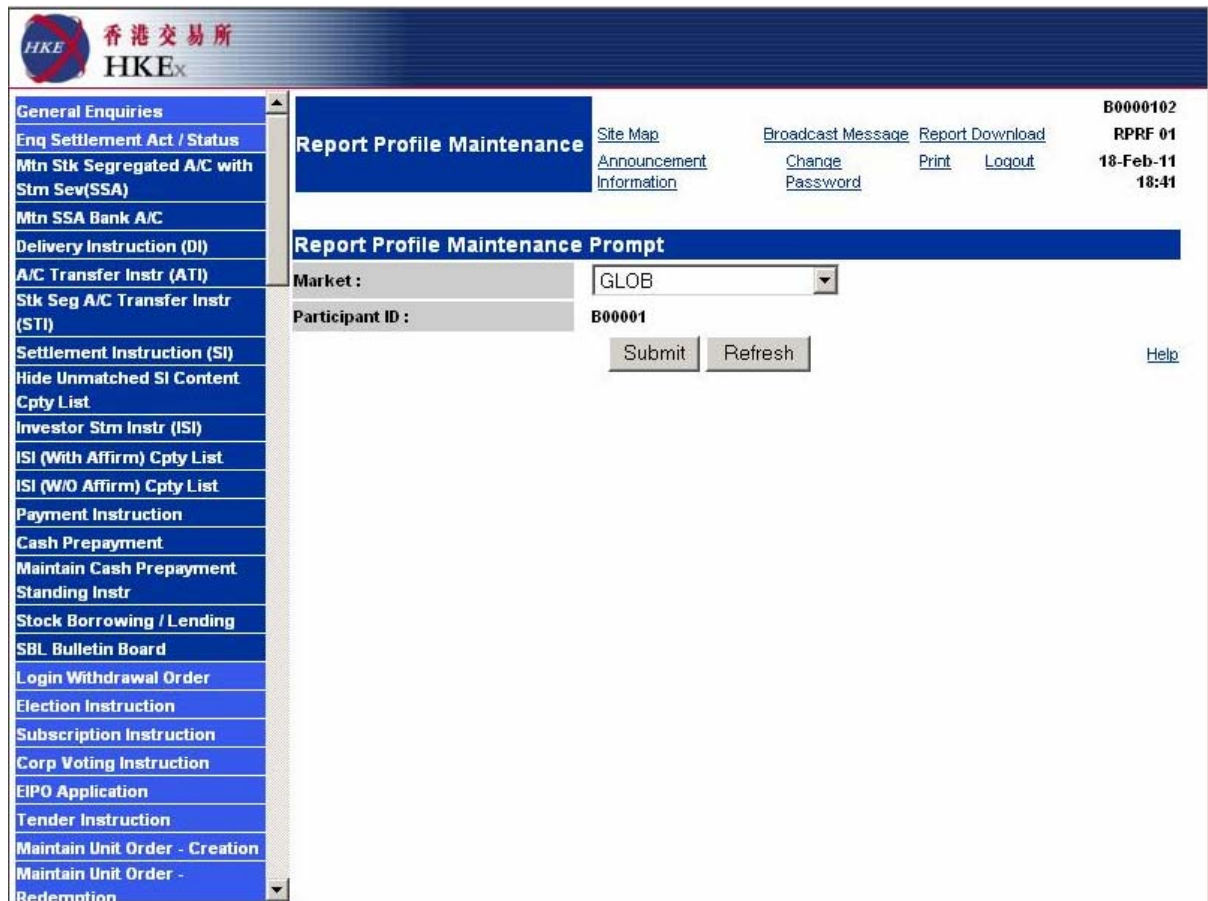 HKEx
香港交易所
HKEx
General Enquiries
Enq Settlement Act / Status
Mtn Stk Segregated A/C with
Stm Sev(SSA)
Mtn SSA Bank A/C
Delivery Instruction (DI)
A/C Transfer Instr (ATI)
Stk Seg A/C Transfer Instr
(STI)
Settlement Instruction (SI)
Hide Unmatched SI Content
Cpty List
Investor Stm Instr (ISI)
ISI (With Affirm) Cpty List
ISI (W/O Affirm) Cpty List
Payment Instruction
Cash Prepayment
Maintain Cash Prepayment
Standing Instr
Stock Borrowing / Lending
SBL Bulletin Board
Login Withdrawal Order
Election Instruction
Subscription Instruction
Corp Voting Instruction
EIPO Application
Tender Instruction
Maintain Unit Order - Creation
Maintain Unit Order -
Redemption
Report Profile Maintenance
Site Map
Broadcast Message
Report Download
Announcement
Information
Change
Password
Print
Logout
B0000102
RPRF 01
18-Feb-11
18:41
Report Profile Maintenance Prompt
Market :
GLOB
Participant ID :
B00001
Submit
Refresh
Help